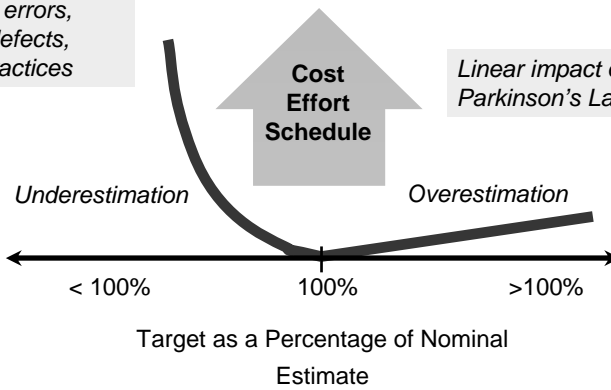 errors,
defects,
actices
Cost
Effort
Schedule
Linear impact
Parkinson's La
Underestimation
Overestimation
< 100%
100%
>100%
Target as a Percentage of Nominal
Estimate